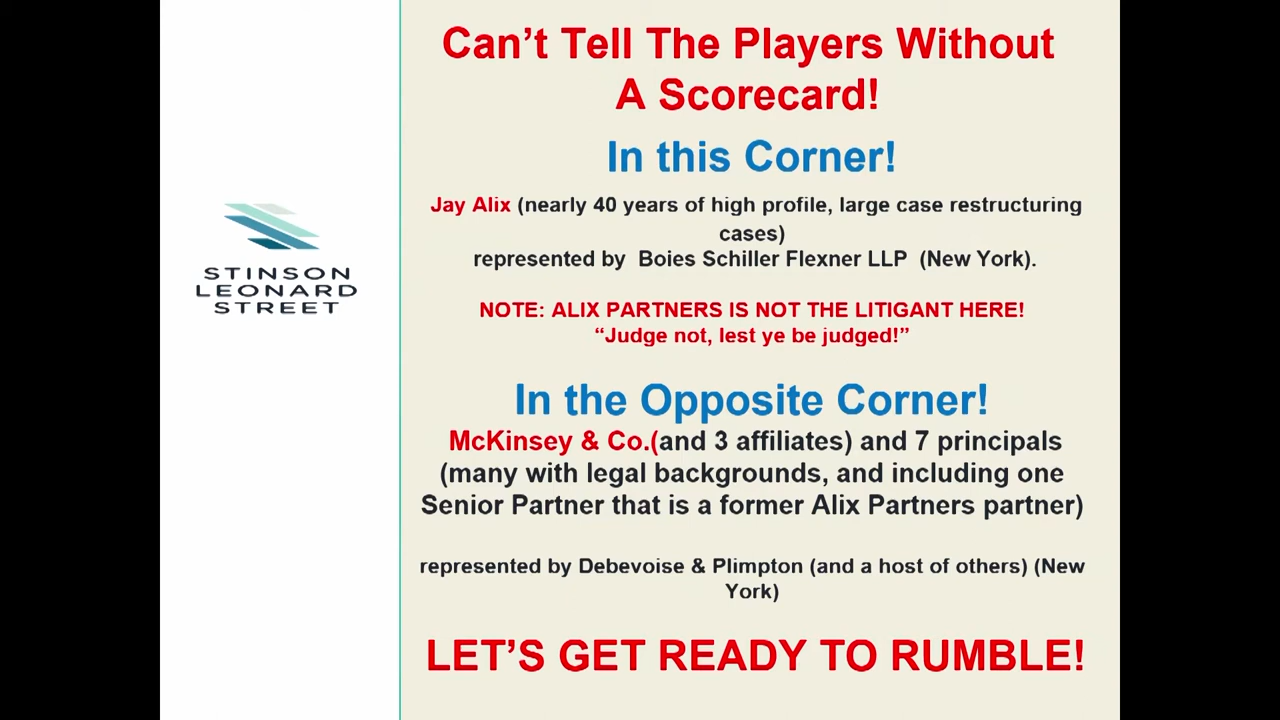 STINSON
LEONARD
STREET
Can’t Tell The Players Without
A Scorecard!
In this Corner!
Jay Alix (nearly 40 years of high profile, large case restructuring
cases)
represented by  Boies Schiller Flexner LLP  (New York).
NOTE: ALIX PARTNERS IS NOT THE LITIGANT HERE!
“Judge not, lest ye be judged!”
In the Opposite Corner!
McKinsey & Co.(and 3 affiliates) and 7 principals
(many with legal backgrounds, and including one
Senior Partner that is a former Alix Partners partner)
represented by Debevoise & Plimpton (and a host of others) (New
York)
LET’S GET READY TO RUMBLE!